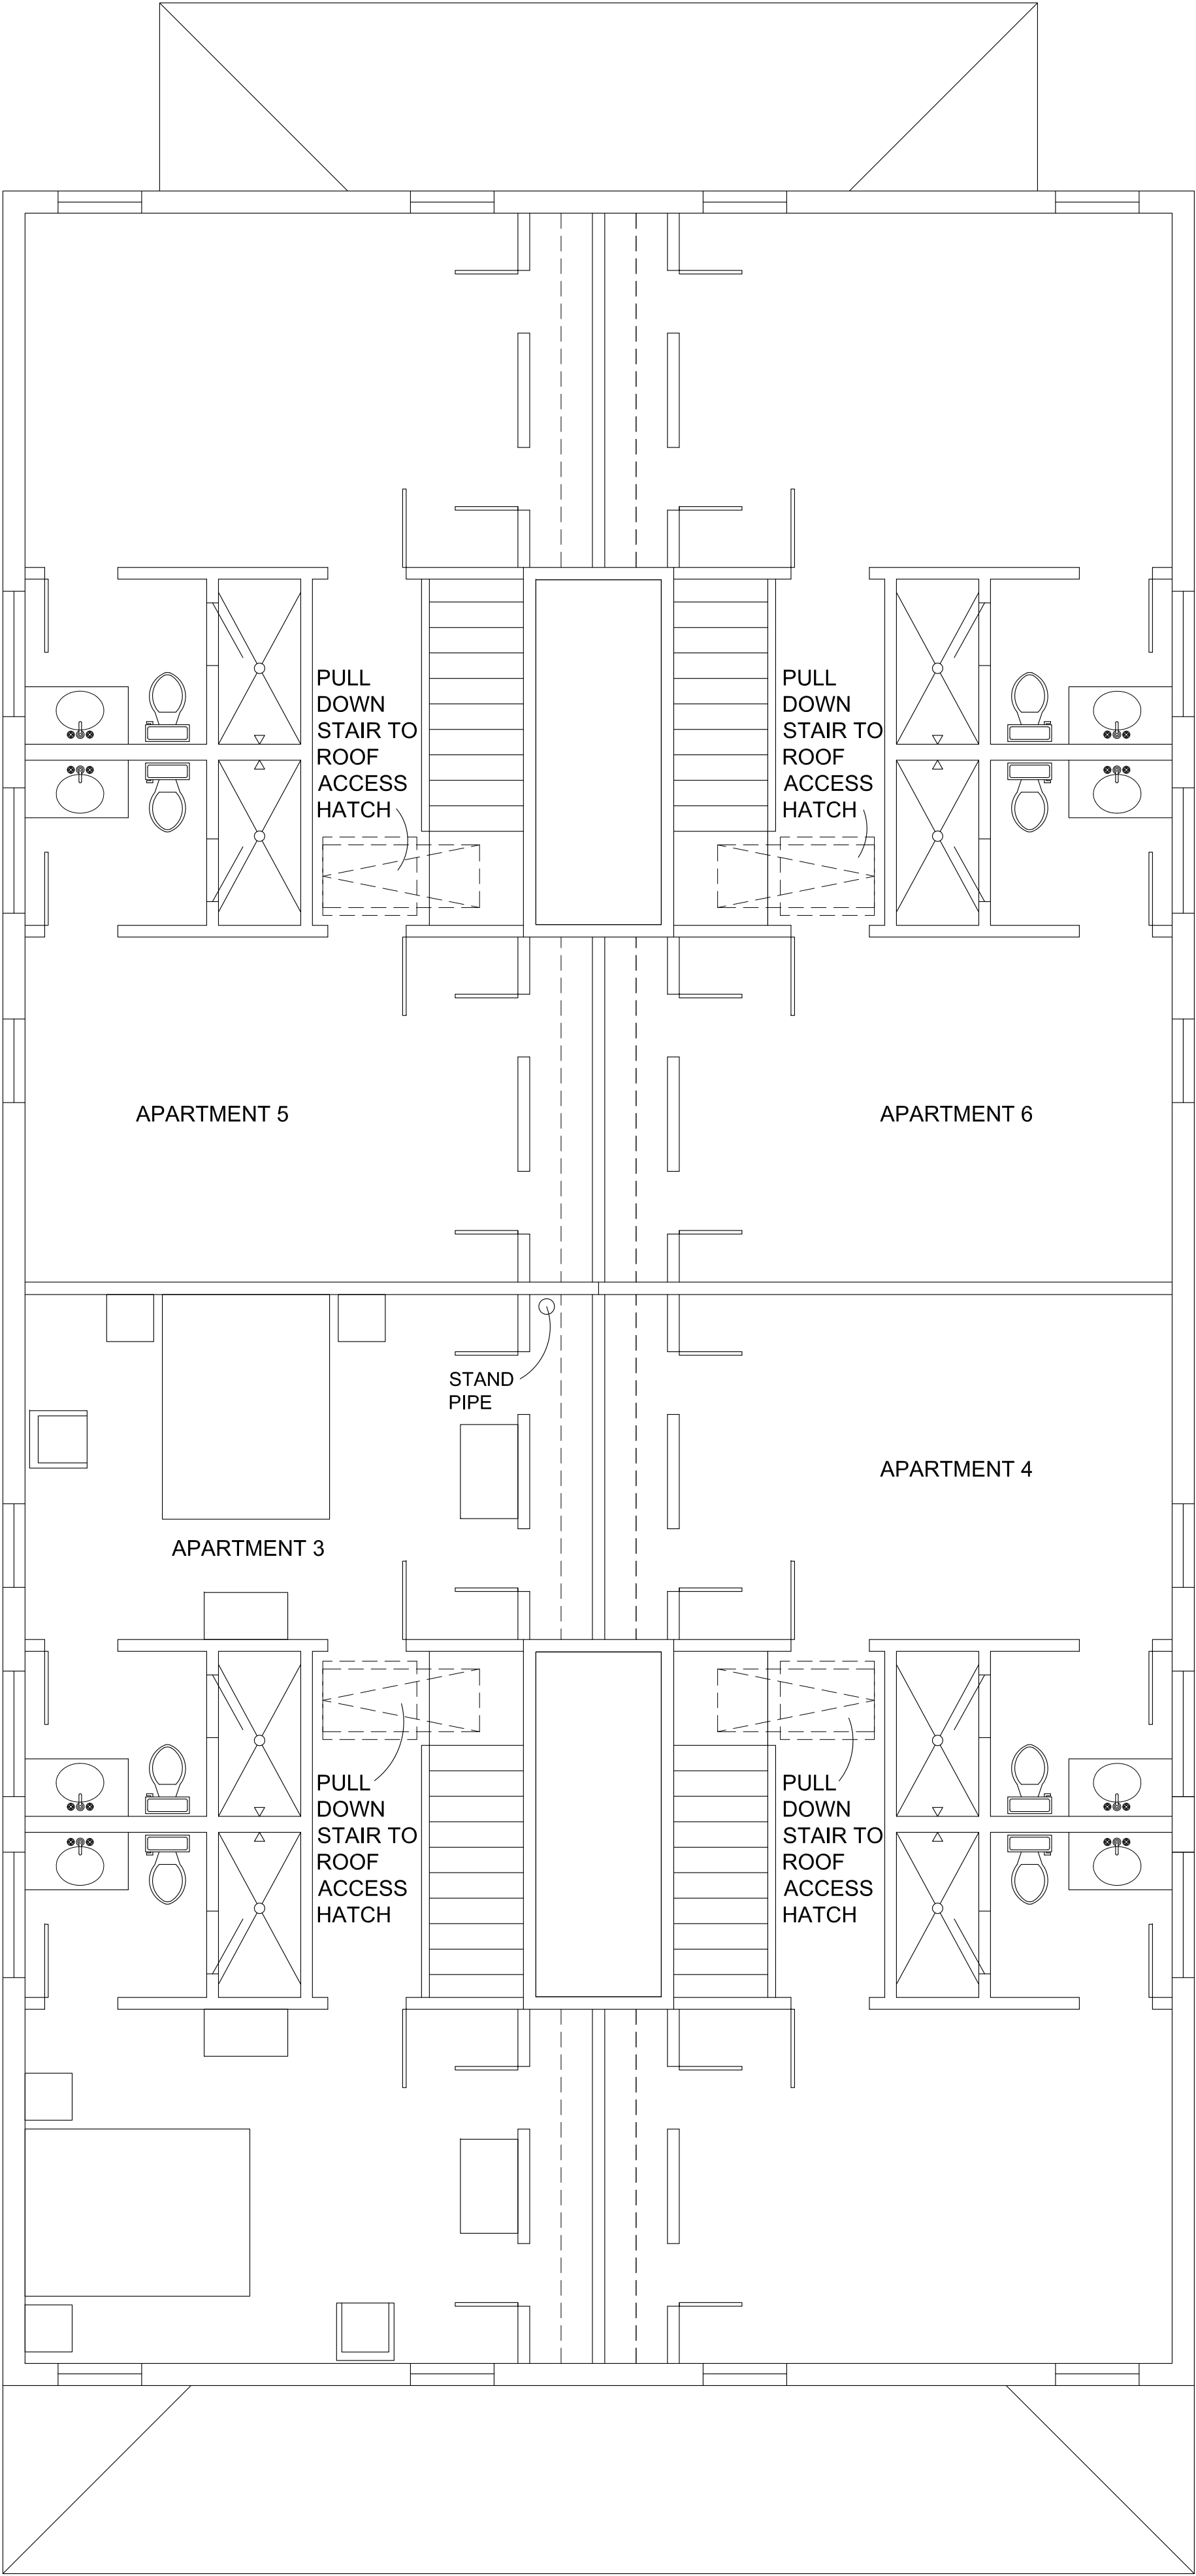 PULL
DOWN
STAIR TO
ROOF
ACCESS
HATCH
PULL
DOWN
STAIR TO
ROOF
ACCESS
HATCH
APARTMENT 5
APARTMENT 6
STAND
PIPE
APARTMENT 4
APARTMENT 3
PULL
DOWN
STAIR TO
ROOF
ACCESS
HATCH
PULL
DOWN
STAIR TO
ROOF
ACCESS
HATCH